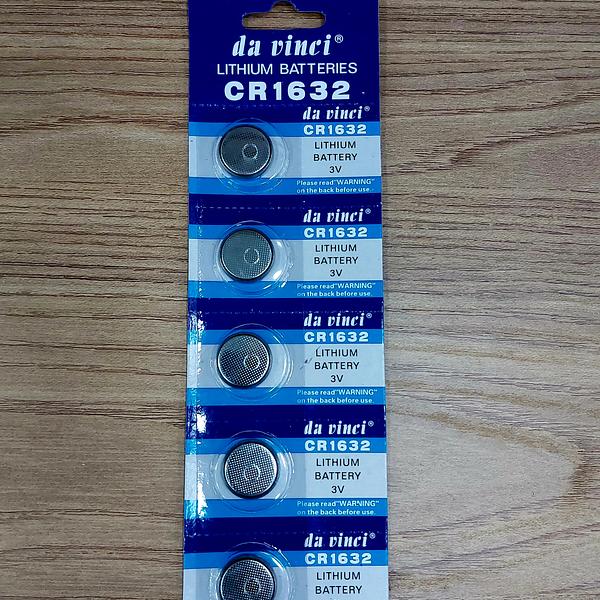 da vinci®
LITHIUM BATTERIES
CR1632
da vinci®
CR1632
LITHIUM
BATTERY
3V
Please read"WARNING"
on the back before use.
da vinci®
CR1632
LITHIUM
BATTERY
3V
Please read"WARNING"
on the back before use.
da vinci®
CR1632
LITHIUM
BATTERY
3V
Please read"WARNING"
on the back before use.
da vinci®
CR1632
LITHIUM
BATTERY
3V
Please read"WARNING"
on the back before use.
da vinci®
CR1632
LITHIUM
BATTERY